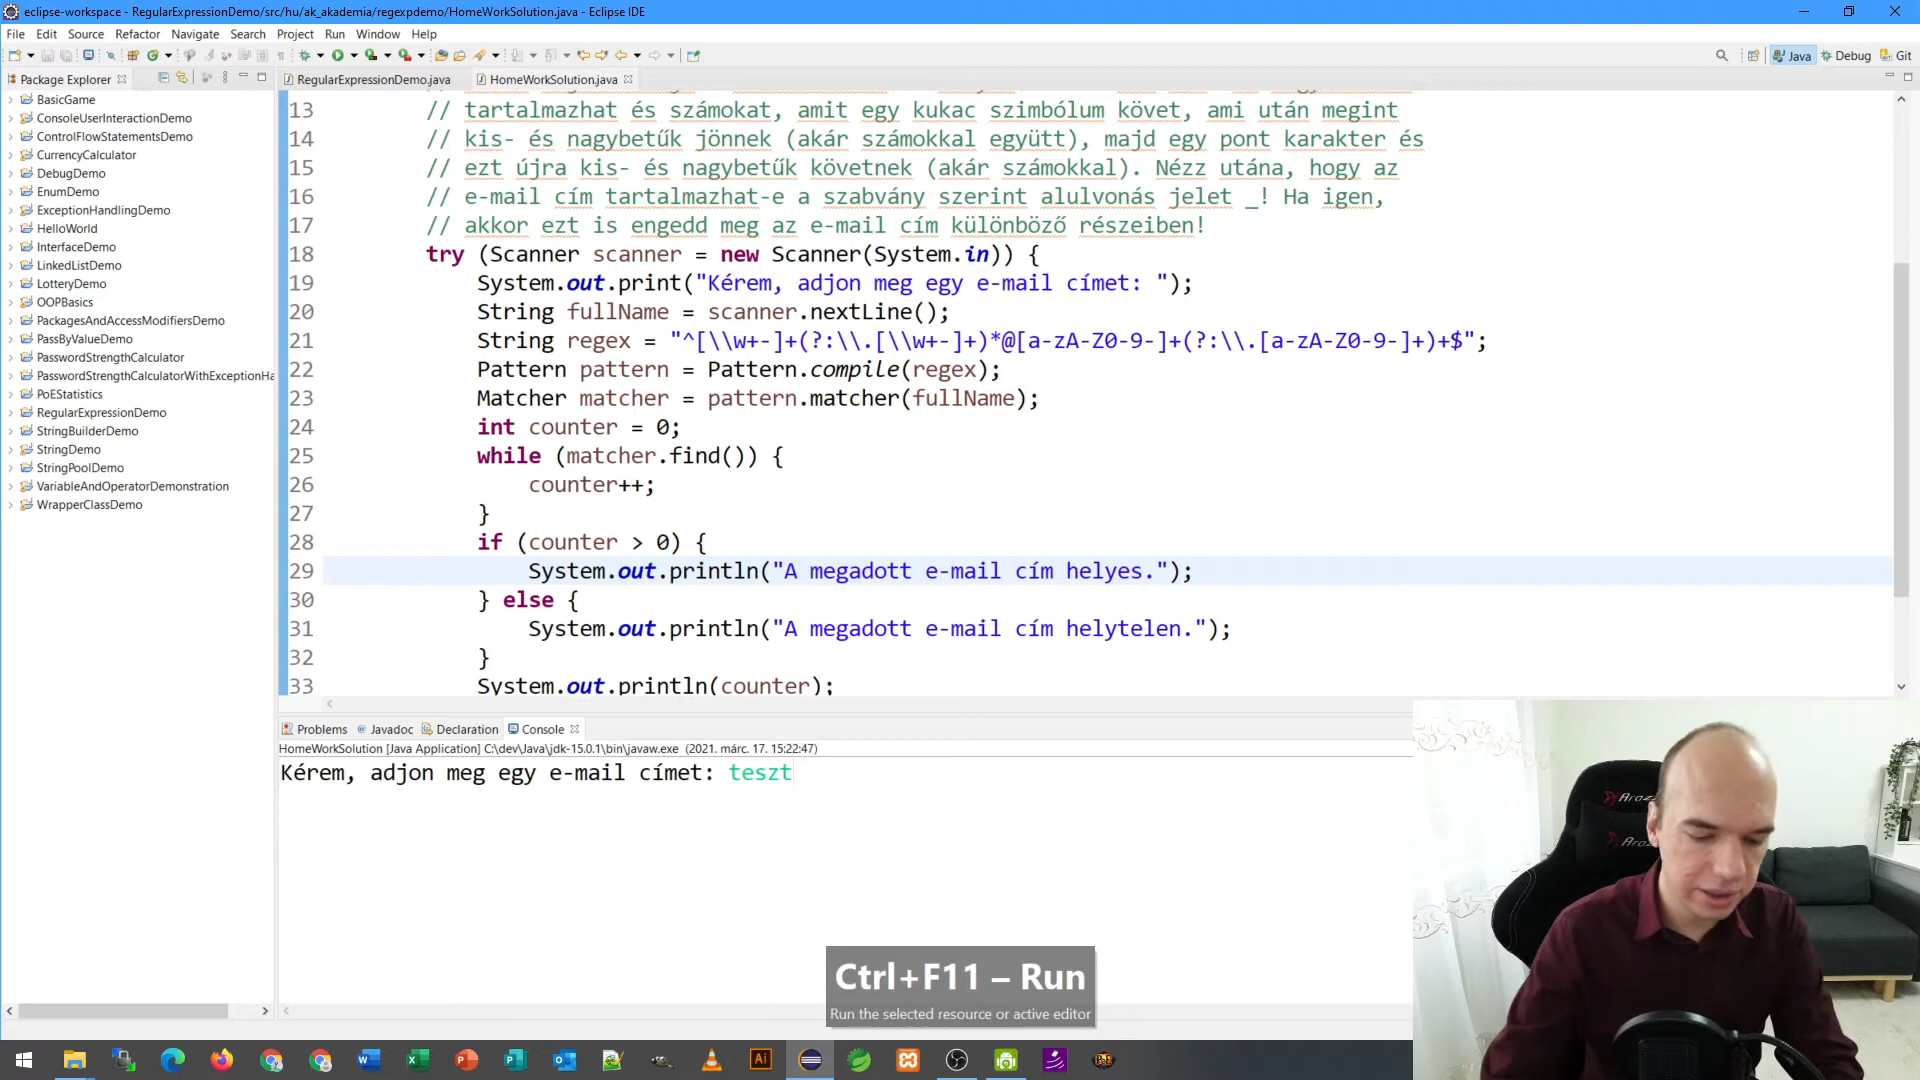 eclipse-workspace - RegularExpressionDemo/src/hu/ak_akademia/regexpdemo/HomeWorkSolution.java - Eclipse IDE
File Edit Source Refactor Navigate Search Project Run Window Help
Java Debug Git
Package Explorer
RegularExpressionDemo.java HomeWorkSolution.java
BasicGame
ConsoleUserInteractionDemo
ControlFlowStatementsDemo
CurrencyCalculator
DebugDemo
EnumDemo
ExceptionHandlingDemo
HelloWorld
InterfaceDemo
LinkedListDemo
LotteryDemo
OOPBasics
PackagesAndAccessModifiersDemo
PassByValueDemo
PasswordStrengthCalculator
PasswordStrengthCalculatorWithExceptionHa
PoEStatistics
RegularExpressionDemo
StringBuilderDemo
StringDemo
StringPoolDemo
VariableAndOperatorDemonstration
WrapperClassDemo
13 // tartalmazhat és számokat, amit egy kukac szimbólum követ, ami után megint
14 // kis- és nagybetűk jönnek (akár számokkal együtt), majd egy pont karakter és
15 // ezt újra kis- és nagybetűk követnek (akár számokkal). Nézz utána, hogy az
16 // e-mail cím tartalmazhat-e a szabvány szerint alulvonás jelet _! Ha igen,
17 // akkor ezt is engedd meg az e-mail cím különböző részeiben!
18 try (Scanner scanner = new Scanner(System.in)) {
19 System.out.print("Kérem, adjon meg egy e-mail címet: ");
20 String fullName = scanner.nextLine();
21 String regex = "^[\\w+-]+(?:\\.[\\w+-]+)*@[a-zA-Z0-9-]+(?:\\.[a-zA-Z0-9-]+)+$";
22 Pattern pattern = Pattern.compile(regex);
23 Matcher matcher = pattern.matcher(fullName);
24 int counter = 0;
25 while (matcher.find()) {
26 counter++;
27 }
28 if (counter > 0) {
29 System.out.println("A megadott e-mail cím helyes.");
30 } else {
31 System.out.println("A megadott e-mail cím helytelen.");
32 }
33 System.out.println(counter);
Problems Javadoc Declaration Console
HomeWorkSolution [Java Application] C:\dev\Java\jdk-15.0.1\bin\javaw.exe (2021. márc. 17. 15:22:47)
Kérem, adjon meg egy e-mail címet: teszt
Ctrl+F11 – Run
Run the selected resource or active editor